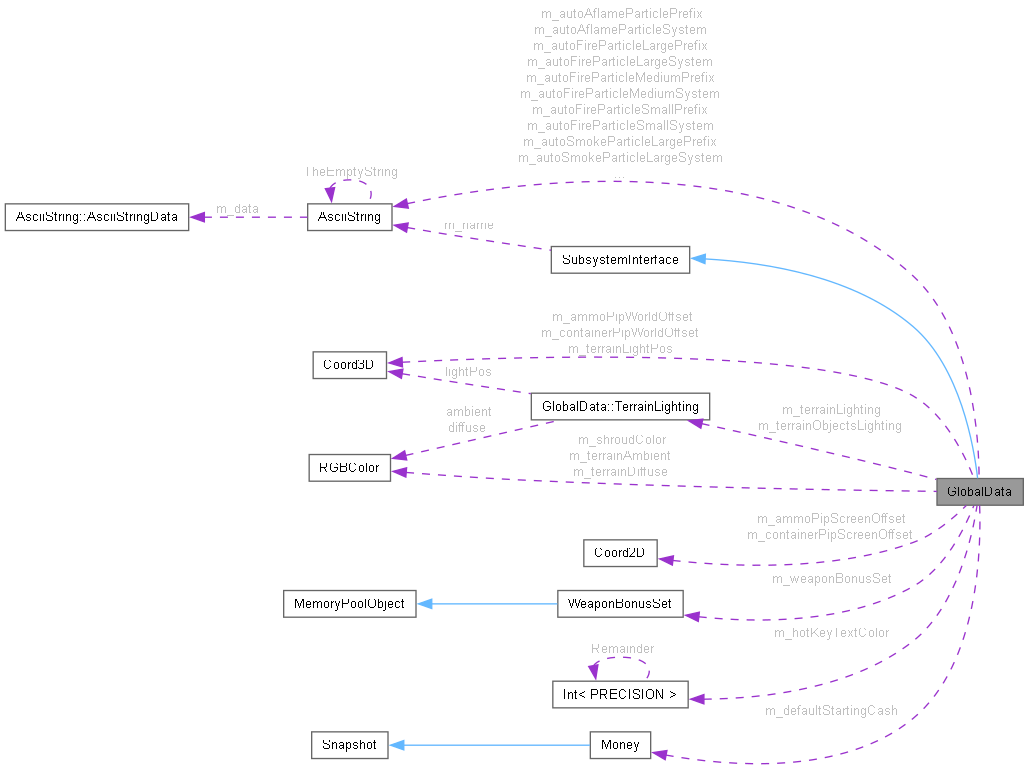 m_autoAflameParticlePrefix
m_autoAflameParticleSystem
m_autoFireParticleLargePrefix
m_autoFireParticleLargeSystem
m_autoFireParticleMediumPrefix
m_autoFireParticleMediumSystem
m_autoFireParticleSmallPrefix
m_autoFireParticleSmallSystem
m_autoSmokeParticleLargePrefix
m_autoSmokeParticleLargeSystem
...
TheEmptyString
AsciiString::AsciiStringData
m_data
AsciiString
m_name
SubsystemInterface
m_ammoPipWorldOffset
m_containerPipWorldOffset
m_terrainLightPos
Coord3D
lightPos
GlobalData::TerrainLighting
ambient
diffuse
m_terrainLighting
m_terrainObjectsLighting
m_shroudColor
m_terrainAmbient
m_terrainDiffuse
RGBColor
GlobalData
m_ammoPipScreenOffset
m_containerPipScreenOffset
Coord2D
m_weaponBonusSet
MemoryPoolObject
WeaponBonusSet
m_hotKeyTextColor
Remainder
Int< PRECISION >
m_defaultStartingCash
Snapshot
Money